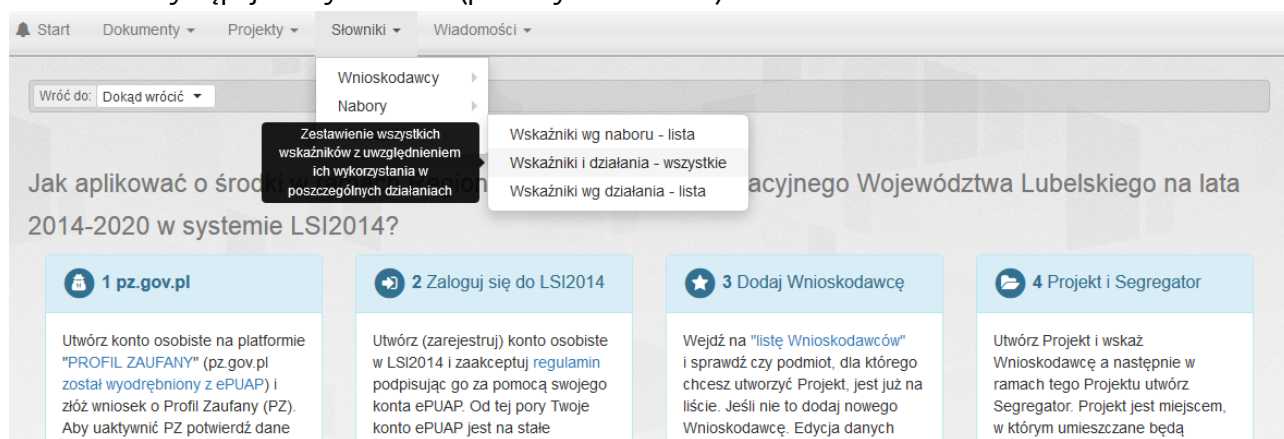 Start Dokumenty Projekty Słowniki Wiadomości
Wnioskodawcy
Wróć do: Dokąd wrócić
Nabory
Zestawienie wszystkich
wskaźników z uwzględnieniem
ich wykorzystania w
poszczególnych działaniach
Wskaźniki wg naboru - lista
Wskaźniki i działania - wszystkie
Wskaźniki wg działania - lista
Jak aplikować o środki acyjnego Województwa Lubelskiego na lata
2014-2020 w systemie LSI2014?
1 pz.gov.pl
Utwórz konto osobiste na platformie
"PROFIL ZAUFANY" (pz.gov.pl
został wyodrębniony z ePUAP) i
złóż wniosek o Profil Zaufany (PZ).
Aby uaktywnić PZ potwierdź dane
2 Zaloguj się do LSI2014
Utwórz (zarejestruj) konto osobiste
w LSI2014 i zaakceptuj regulamin
podpisując go za pomocą swojego
konta ePUAP. Od tej pory Twoje
konto ePUAP jest na stałe
3 Dodaj Wnioskodawcę
Wejdź na "listę Wnioskodawców"
i sprawdź czy podmiot, dla którego
chcesz utworzyć Projekt, jest już na
liście. Jeśli nie to dodaj nowego
Wnioskodawcę. Edycja danych
4 Projekt i Segregator
Utwórz Projekt i wskaż
Wnioskodawcę a następnie w
ramach tego Projektu utwórz
Segregator. Projekt jest miejscem,
w którym umieszczane będą